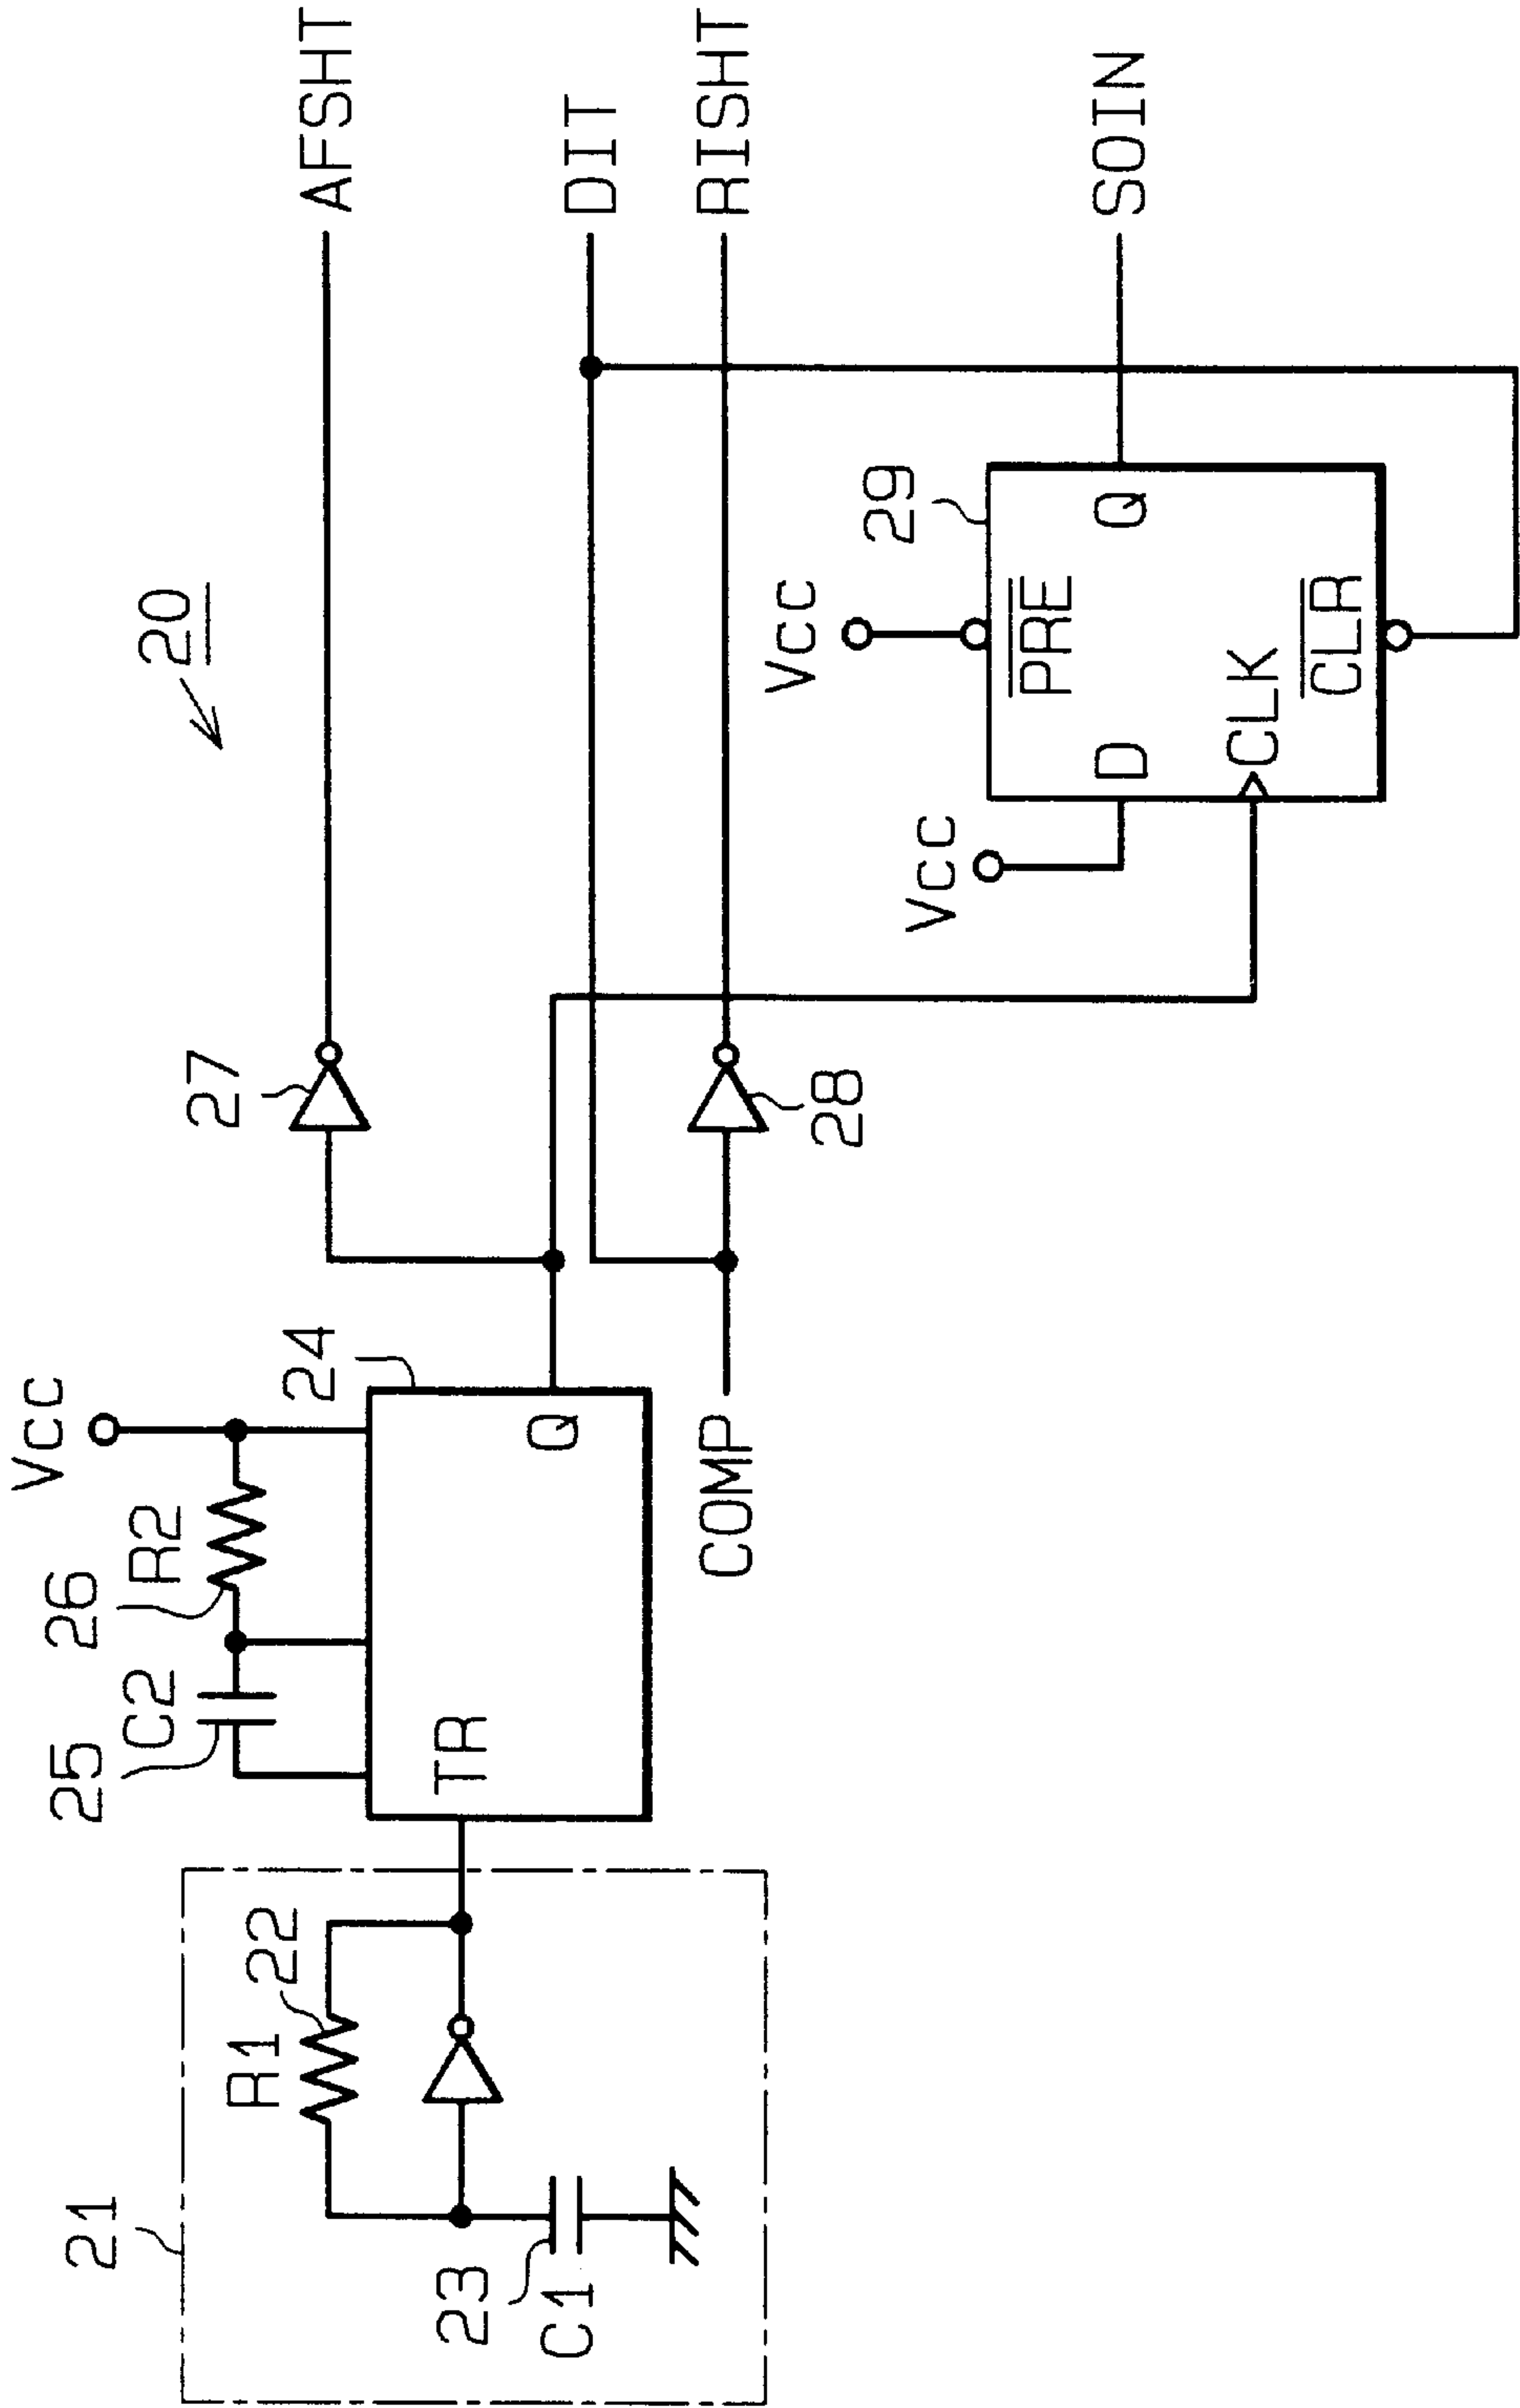 20
21
R1
22
23
C1
25
C2
26
R2
Vcc
24
TR
Q
COMP
27
28
Vcc
Vcc
29
D
PRE
Q
CLK
CLR
AFSHT
DIT
RISHT
SOIN